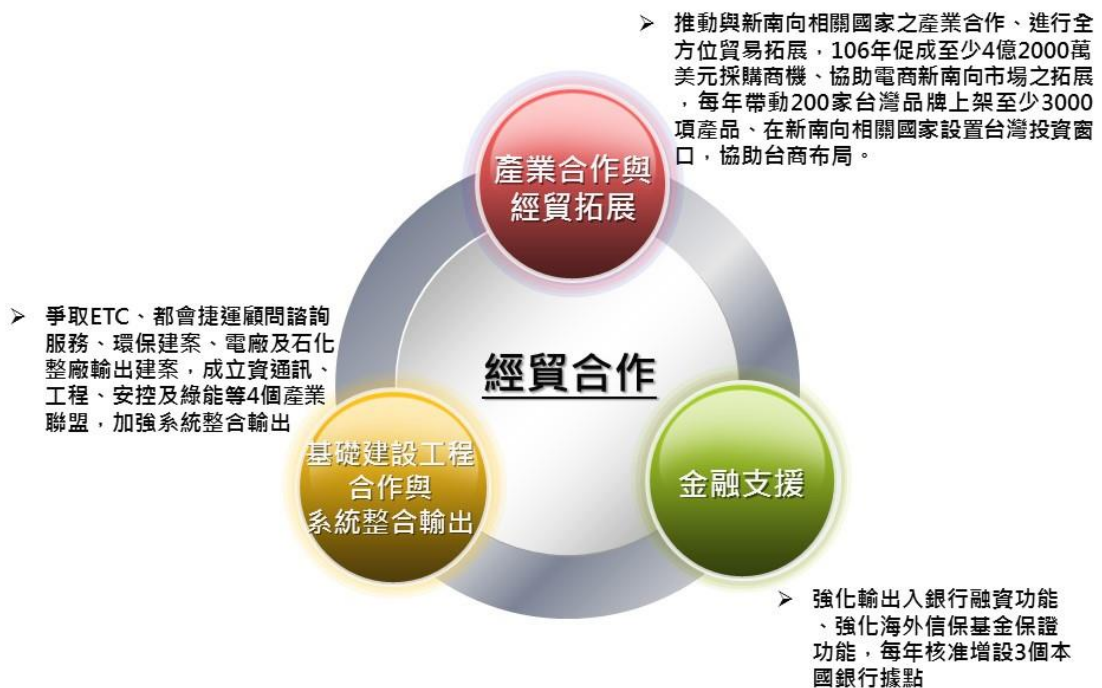 ➢ 推動與新南向相關國家之產業合作、進行全
方位貿易拓展，106年促成至少4億2000萬
美元採購商機、協助電商新南向市場之拓展
，每年帶動200家台灣品牌上架至少3000
項產品、在新南向相關國家設置台灣投資窗
口，協助台商布局。
產業合作與
經貿拓展
➢ 爭取ETC、都會捷運顧問諮詢
服務、環保建案、電廠及石化
整廠輸出建案，成立資通訊、
工程、安控及綠能等4個產業
聯盟，加強系統整合輸出
經貿合作
基礎建設工程
合作與
系統整合輸出
金融支援
➢ 強化輸出入銀行融資功能
、強化海外信保基金保證
功能，每年核准增設3個本
國銀行據點